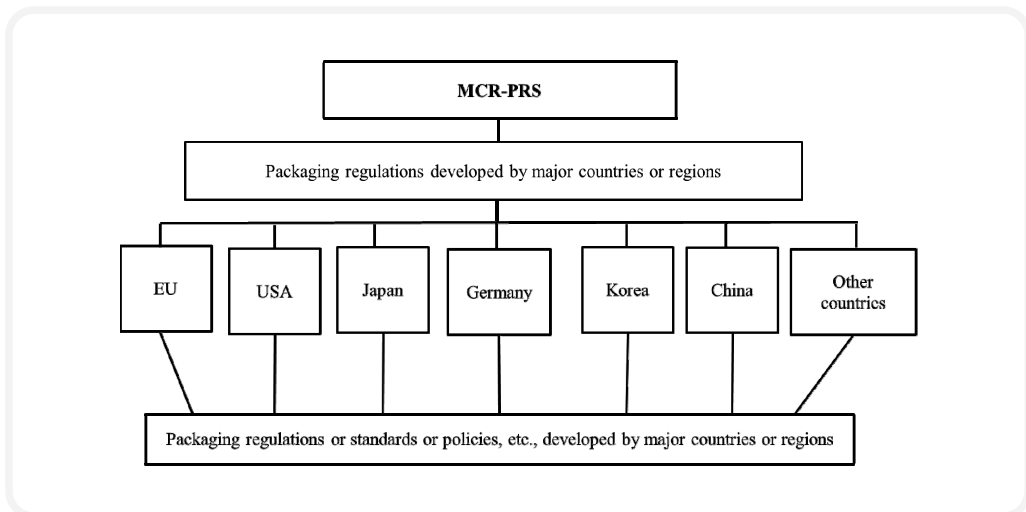 MCR-PRS
Packaging regulations developed by major countries or regions
EU
USA
Japan
Germany
Korea
China
Other
countries
Packaging regulations or standards or policies, etc., developed by major countries or regions